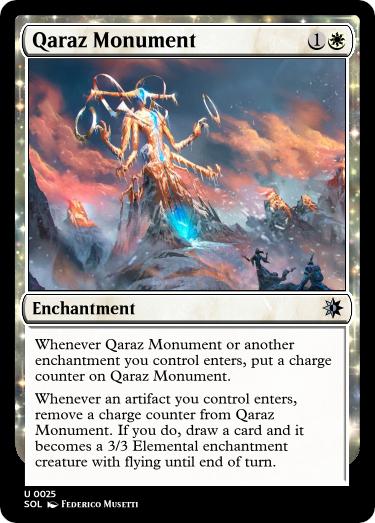 Qaraz Monument 1
Enchantment
Whenever Qaraz Monument or another
enchantment you control enters, put a charge
counter on Qaraz Monument.
Whenever an artifact you control enters,
remove a charge counter from Qaraz
Monument. If you do, draw a card and it
becomes a 3/3 Elemental enchantment
creature with flying until end of turn.
U 0025
SOL Federico Musetti